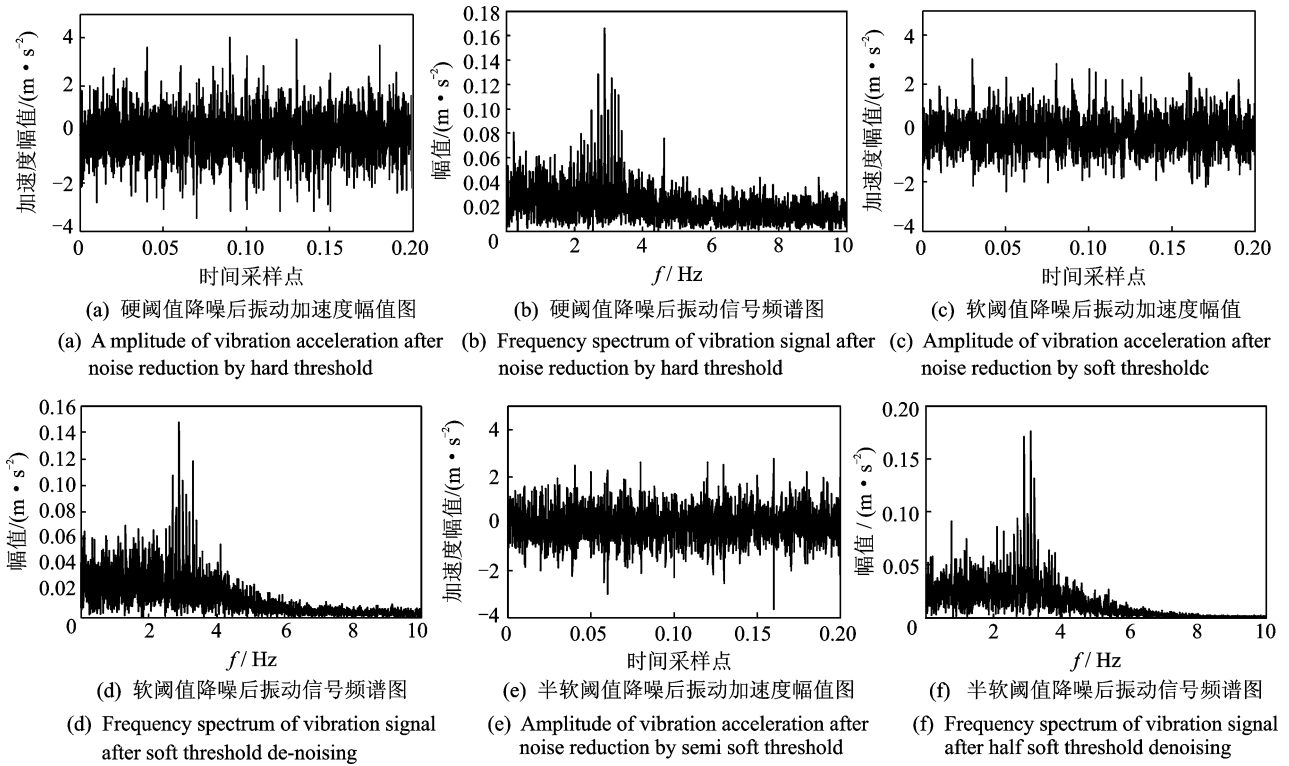 加速度幅值/(m·s⁻²)
4
2
0
−2
−4
0
0.05
0.10
0.15
0.20
时间采样点
(a) 硬阈值降噪后振动加速度幅值图
(a) A mplitude of vibration acceleration after
noise reduction by hard threshold
幅值/(m·s⁻²)
0.18
0.16
0.14
0.12
0.10
0.08
0.06
0.04
0.02
0
2
4
6
8
10
f / Hz
(b) 硬阈值降噪后振动信号频谱图
(b) Frequency spectrum of vibration signal after
noise reduction by hard threshold
加速度幅值/(m·s⁻²)
4
2
0
−2
−4
0
0.05
0.10
0.15
0.20
时间采样点
(c) 软阈值降噪后振动加速度幅值
(c) Amplitude of vibration acceleration after
noise reduction by soft thresholdc
幅值/(m·s⁻²)
0.16
0.14
0.12
0.10
0.08
0.06
0.04
0.02
0
2
4
6
8
10
f / Hz
(d) 软阈值降噪后振动信号频谱图
(d) Frequency spectrum of vibration signal
after soft threshold de-noising
加速度幅值/(m·s⁻²)
4
2
0
−2
−4
0
0.05
0.10
0.15
0.20
时间采样点
(e) 半软阈值降噪后振动加速度幅值图
(e) Amplitude of vibration acceleration after
noise reduction by semi soft threshold
幅值 / (m·s⁻²)
0.20
0.15
0.10
0.05
0
2
4
6
8
10
f / Hz
(f) 半软阈值降噪后振动信号频谱图
(f) Frequency spectrum of vibration signal
after half soft threshold denoising